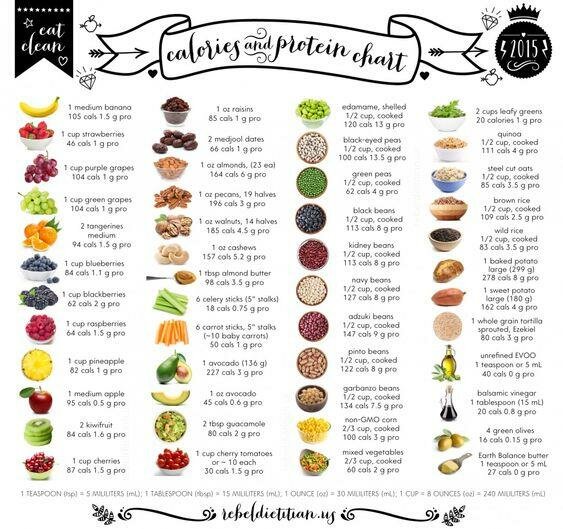 eat
clean
calories and protein chart
2015
1 medium banana
105 cals 1.5 g pro
1 cup strawberries
46 cals 1 g pro
1 cup purple grapes
104 cals 1 g pro
1 cup green grapes
104 cals 1 g pro
2 tangerines
medium
94 cals 1.5 g pro
1 cup blueberries
84 cals 1.1 g pro
1 cup blackberries
62 cals 2 g pro
1 cup raspberries
64 cals 1.5 g pro
1 cup pineapple
82 cals 1 g pro
1 medium apple
95 cals 0.5 g pro
2 kiwifruit
84 cals 1.6 g pro
1 cup cherries
87 cals 1.5 g pro
1 oz raisins
85 cals 1 g pro
2 medjool dates
66 cals 1 g pro
1 oz almonds, (23 ea)
164 cals 6 g pro
1 oz pecans, 19 halves
196 cals 3 g pro
1 oz walnuts, 14 halves
185 cals 4.5 g pro
1 oz cashews
157 cals 5.2 g pro
1 tbsp almond butter
98 cals 3.5 g pro
6 celery sticks (5" stalks)
18 cals 0.75 g pro
6 carrot sticks, 5" stalks
(~10 baby carrots)
50 cals 1 g pro
1 avocado (136 g)
227 cals 3 g pro
1 oz avocado
45 cals 0.6 g pro
2 tbsp guacamole
80 cals 2 g pro
1 cup cherry tomatoes
or ~ 10 each
30 cals 1.5 g pro
edamame, shelled
1/2 cup, cooked
120 cals 13 g pro
black-eyed peas
1/2 cup, cooked
100 cals 13.5 g pro
green peas
1/2 cup, cooked
62 cals 4 g pro
black beans
1/2 cup, cooked
113 cals 8 g pro
kidney beans
1/2 cup, cooked
113 cals 8 g pro
navy beans
1/2 cup, cooked
127 cals 8 g pro
adzuki beans
1/2 cup, cooked
147 cals 9 g pro
pinto beans
1/2 cup, cooked
122 cals 8 g pro
garbanzo beans
1/2 cup, cooked
134 cals 7.5 g pro
non-GMO corn
2/3 cup, cooked
100 cals 3 g pro
mixed vegetables
2/3 cup, cooked
60 cals 2 g pro
2 cups leafy greens
20 calories 1 g pro
quinoa
1/2 cup, cooked
111 cals 4 g pro
steel cut oats
1/2 cup, cooked
85 cals 3.5 g pro
brown rice
1/2 cup, cooked
109 cals 2.5 g pro
wild rice
1/2 cup, cooked
83 cals 3.5 g pro
1 baked potato
large (299 g)
278 cals 8 g pro
1 sweet potato
large (180 g)
162 cals 4 g pro
1 whole grain tortilla
sprouted, Ezekiel
80 cals 3 g pro
unrefined EVOO
1 teaspoon or 5 mL
40 cals 0 g pro
balsamic vinegar
1 tablespoon (15 mL)
20 cals 0.8 g pro
4 green olives
16 cals 0.15 g pro
Earth Balance butter
1 teaspoon or 5 mL
27 cals 0 g pro
1 TEASPOON (tsp) = 5 MILILITERS (mL); 1 TABLESPOON (tbsp) = 15 MILILITERS (mL); 1 OUNCE (oz) = 30 MILILITERS (mL); 1 CUP = 8 OUNCES (oz) = 240 MILILITERS (mL)
rebeldietitian.us